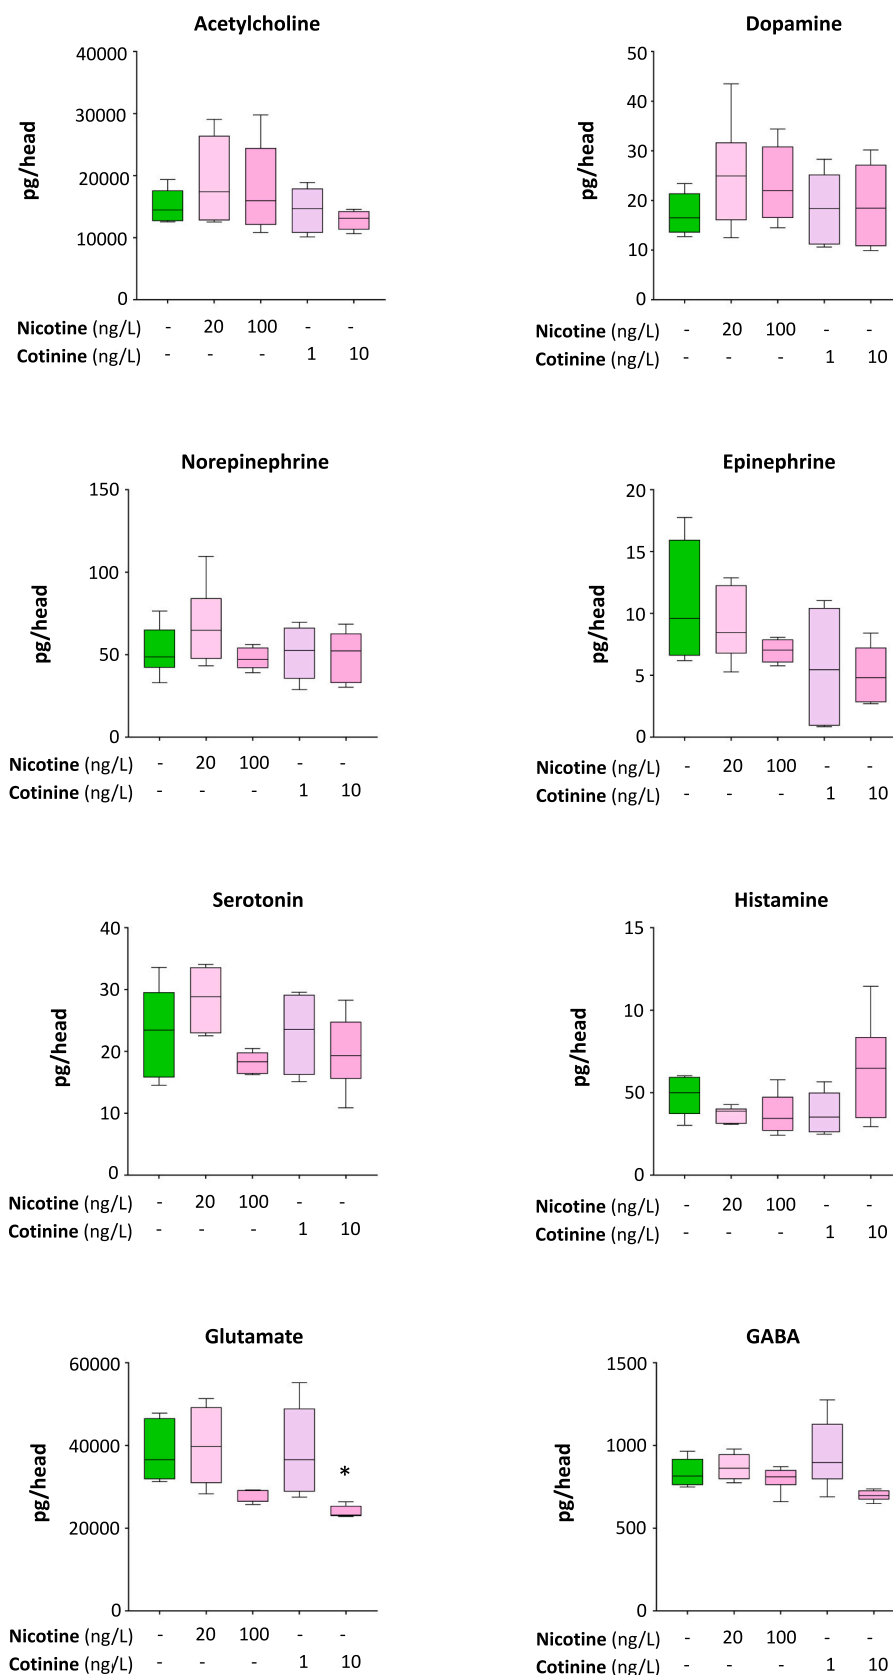 Acetylcholine
pg/head
40000
30000
20000
10000
0
Nicotine (ng/L) - 20 100 - -
Cotinine (ng/L) - - - 1 10
Dopamine
pg/head
50
40
30
20
10
0
Nicotine (ng/L) - 20 100 - -
Cotinine (ng/L) - - - 1 10
Norepinephrine
pg/head
150
100
50
0
Nicotine (ng/L) - 20 100 - -
Cotinine (ng/L) - - - 1 10
Epinephrine
pg/head
20
15
10
5
0
Nicotine (ng/L) - 20 100 - -
Cotinine (ng/L) - - - 1 10
Serotonin
pg/head
40
30
20
10
0
Nicotine (ng/L) - 20 100 - -
Cotinine (ng/L) - - - 1 10
Histamine
pg/head
15
10
50
0
Nicotine (ng/L) - 20 100 - -
Cotinine (ng/L) - - - 1 10
Glutamate
pg/head
60000
40000
20000
0
*
Nicotine (ng/L) - 20 100 - -
Cotinine (ng/L) - - - 1 10
GABA
pg/head
1500
1000
500
0
Nicotine (ng/L) - 20 100 - -
Cotinine (ng/L) - - - 1 10